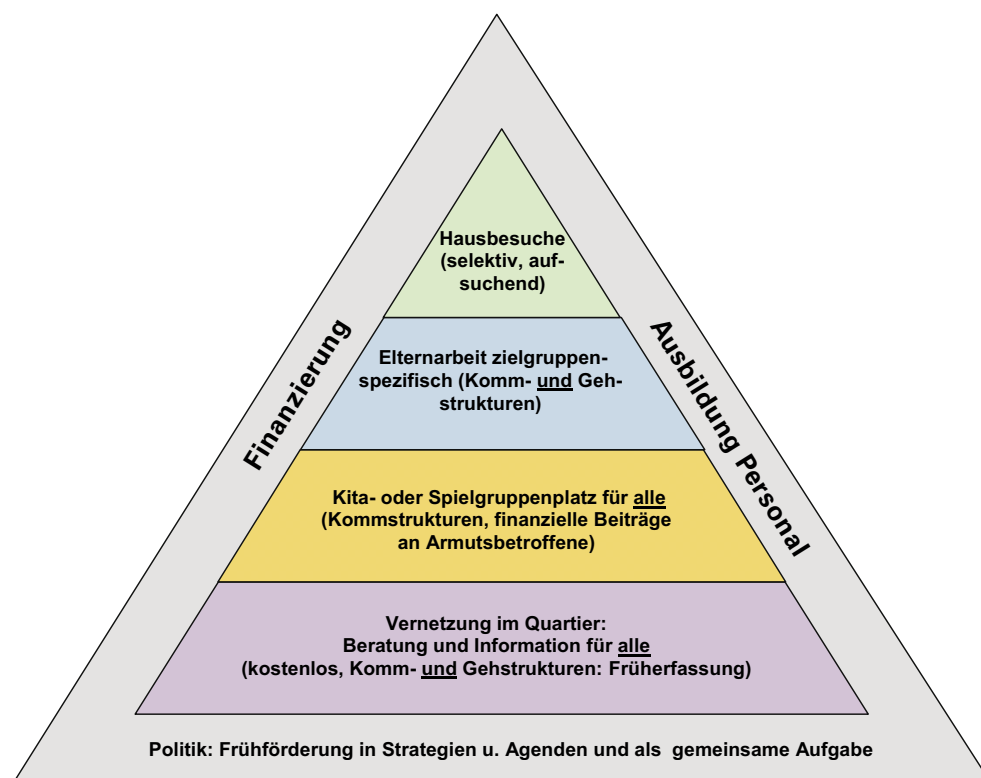 Hausbesuche
(selektiv, auf-
suchend)
Finanzierung
Ausbildung Personal
Elternarbeit zielgruppen-
spezifisch (Komm- und Geh-
strukturen)
Kita- oder Spielgruppenplatz für alle
(Kommstrukturen, finanzielle Beiträge
an Armutsbetroffene)
Vernetzung im Quartier:
Beratung und Information für alle
(kostenlos, Komm- und Gehstrukturen: Früherfassung)
Politik: Frühförderung in Strategien u. Agenden und als gemeinsame Aufgabe